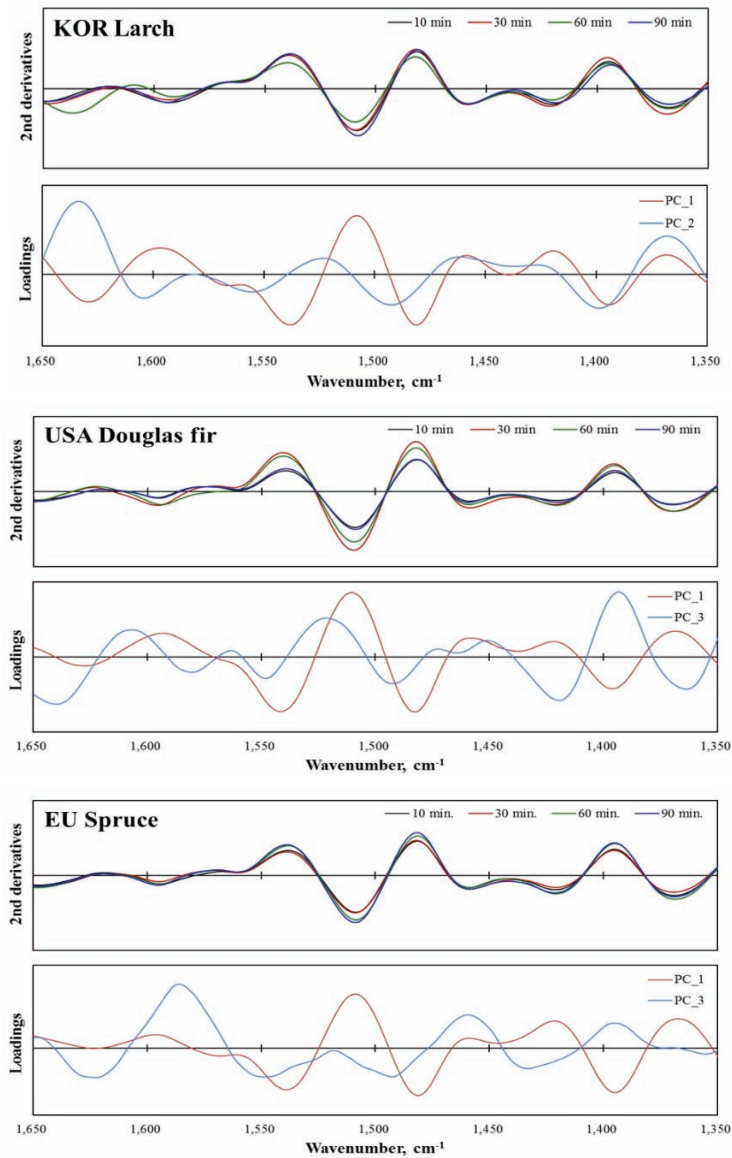 KOR Larch
10 min 30 min 60 min 90 min
2nd derivatives
PC_1
PC_2
Loadings
1,650 1,600 1,550 1,500 1,450 1,400 1,350
Wavenumber, cm-1
USA Douglas fir
10 min 30 min 60 min 90 min
2nd derivatives
PC_1
PC_3
Loadings
1,650 1,600 1,550 1,500 1,450 1,400 1,350
Wavenumber, cm-1
EU Spruce
10 min. 30 min. 60 min. 90 min.
2nd derivatives
PC_1
PC_3
Loadings
1,650 1,600 1,550 1,500 1,450 1,400 1,350
Wavenumber, cm-1